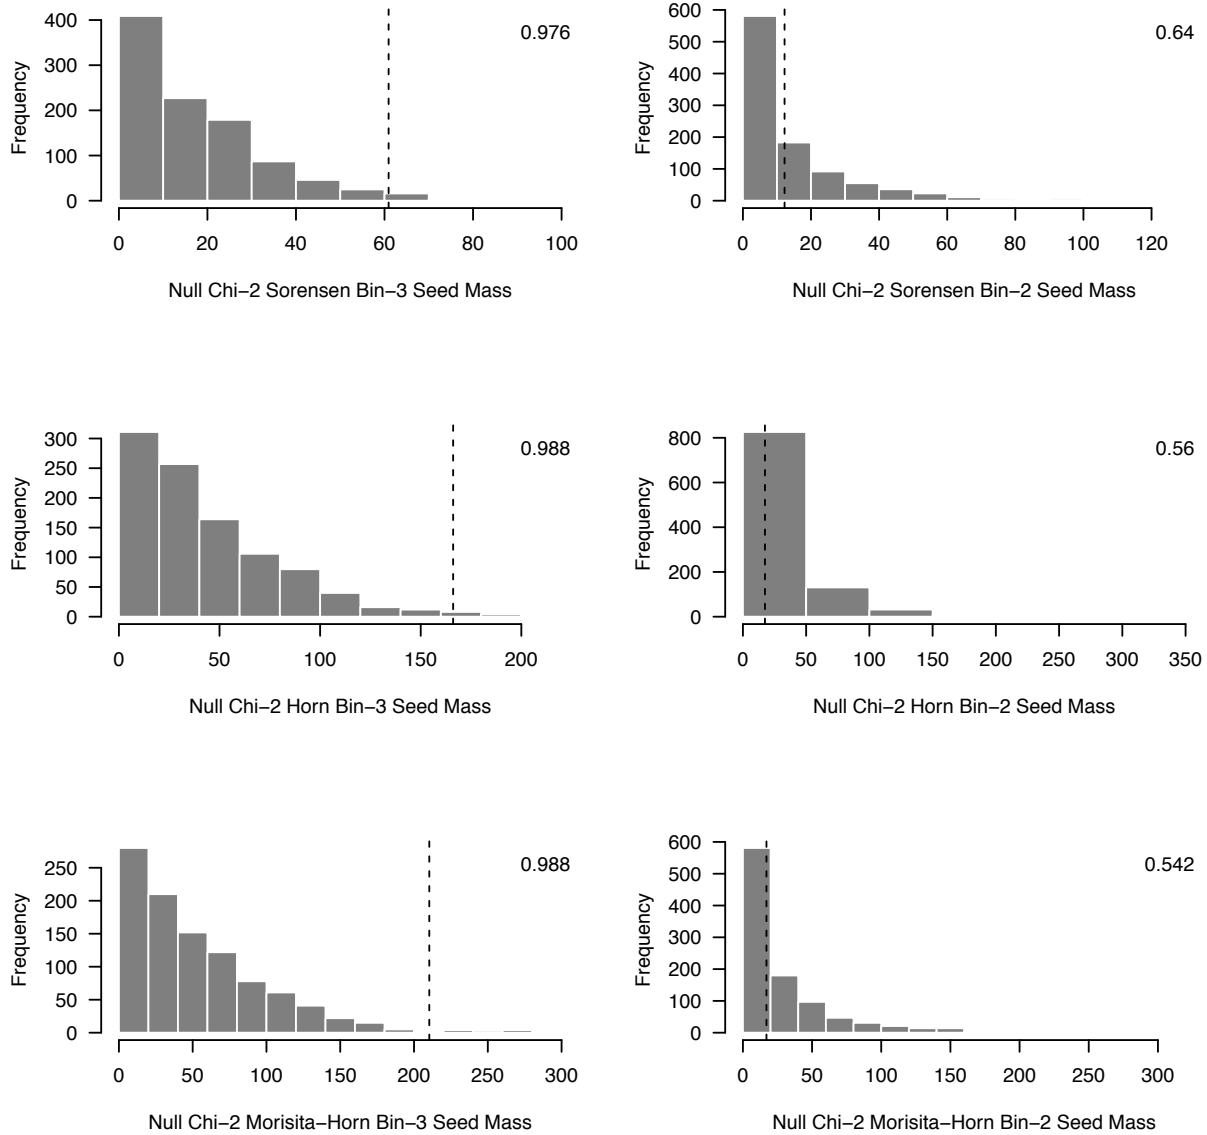 400
300
200
100
0
Frequency
0.976
0 20 40 60 80 100
Null Chi−2 Sorensen Bin−3 Seed Mass
600
500
400
300
200
100
0
Frequency
0.64
0 20 40 60 80 100 120
Null Chi−2 Sorensen Bin−2 Seed Mass
300
250
200
150
100
50
0
Frequency
0.988
0 50 100 150 200
Null Chi−2 Horn Bin−3 Seed Mass
800
600
400
200
0
Frequency
0.56
0 50 100 150 200 250 300 350
Null Chi−2 Horn Bin−2 Seed Mass
250
200
150
100
50
0
Frequency
0.988
0 50 100 150 200 250 300
Null Chi−2 Morisita−Horn Bin−3 Seed Mass
600
500
400
300
200
100
0
Frequency
0.542
0 50 100 150 200 250 300
Null Chi−2 Morisita−Horn Bin−2 Seed Mass